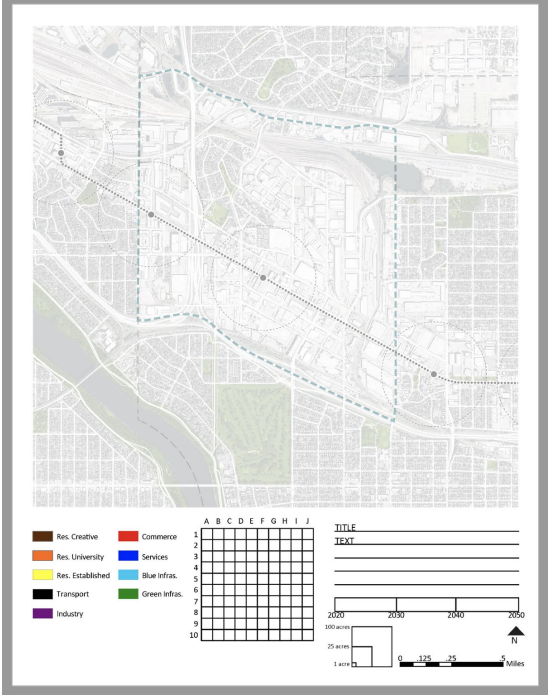 Res. Creative
Res. University
Res. Established
Transport
Industry
Commerce
Services
Blue Infras.
Green Infras.
A B C D E F G H I J
1
2
3
4
5
6
7
8
9
10
TITLE
TEXT
2020 2030 2040 2050
100 acres
25 acres
1 acre
N
0 .125 .25 .5 Miles